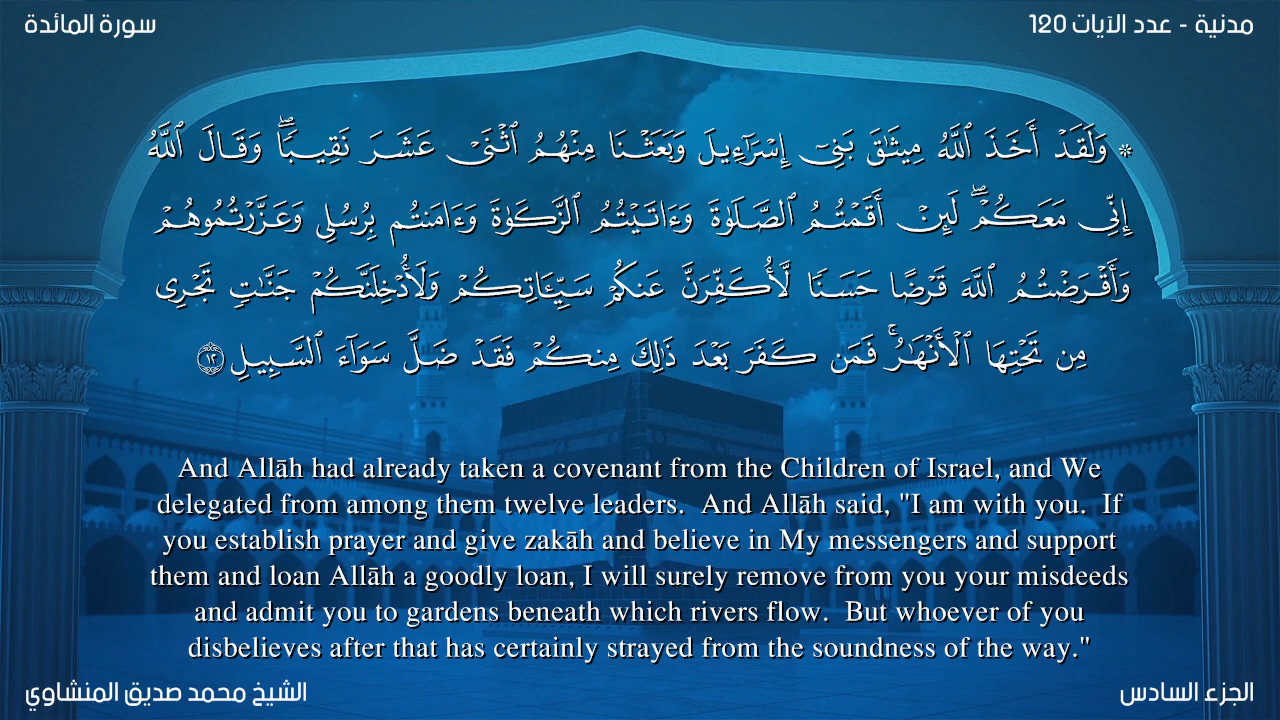 سورة المائدة
مدنية - عدد الآيات 120
۞ وَلَقَدْ أَخَذَ ٱللَّهُ مِيثَـٰقَ بَنِىٓ إِسْرَٰٓءِيلَ وَبَعَثْنَا مِنْهُمُ ٱثْنَىْ عَشَرَ نَقِيبًۭا ۖ وَقَالَ ٱللَّهُ
إِنِّى مَعَكُمْ ۖ لَئِنْ أَقَمْتُمُ ٱلصَّلَوٰةَ وَءَاتَيْتُمُ ٱلزَّكَوٰةَ وَءَامَنتُم بِرُسُلِى وَعَزَّرْتُمُوهُمْ
وَأَقْرَضْتُمُ ٱللَّهَ قَرْضًا حَسَنًۭا لَّأُكَفِّرَنَّ عَنكُمْ سَيِّـَٔاتِكُمْ وَلَأُدْخِلَنَّكُمْ جَنَّـٰتٍۢ تَجْرِى
مِن تَحْتِهَا ٱلْأَنْهَـٰرُ ۚ فَمَن كَفَرَ بَعْدَ ذَٰلِكَ مِنكُمْ فَقَدْ ضَلَّ سَوَآءَ ٱلسَّبِيلِ ١٢
And Allāh had already taken a covenant from the Children of Israel, and We
delegated from among them twelve leaders.  And Allāh said, "I am with you.  If
you establish prayer and give zakāh and believe in My messengers and support
them and loan Allāh a goodly loan, I will surely remove from you your misdeeds
and admit you to gardens beneath which rivers flow.  But whoever of you
disbelieves after that has certainly strayed from the soundness of the way."
الشيخ محمد صديق المنشاوي
الجزء السادس